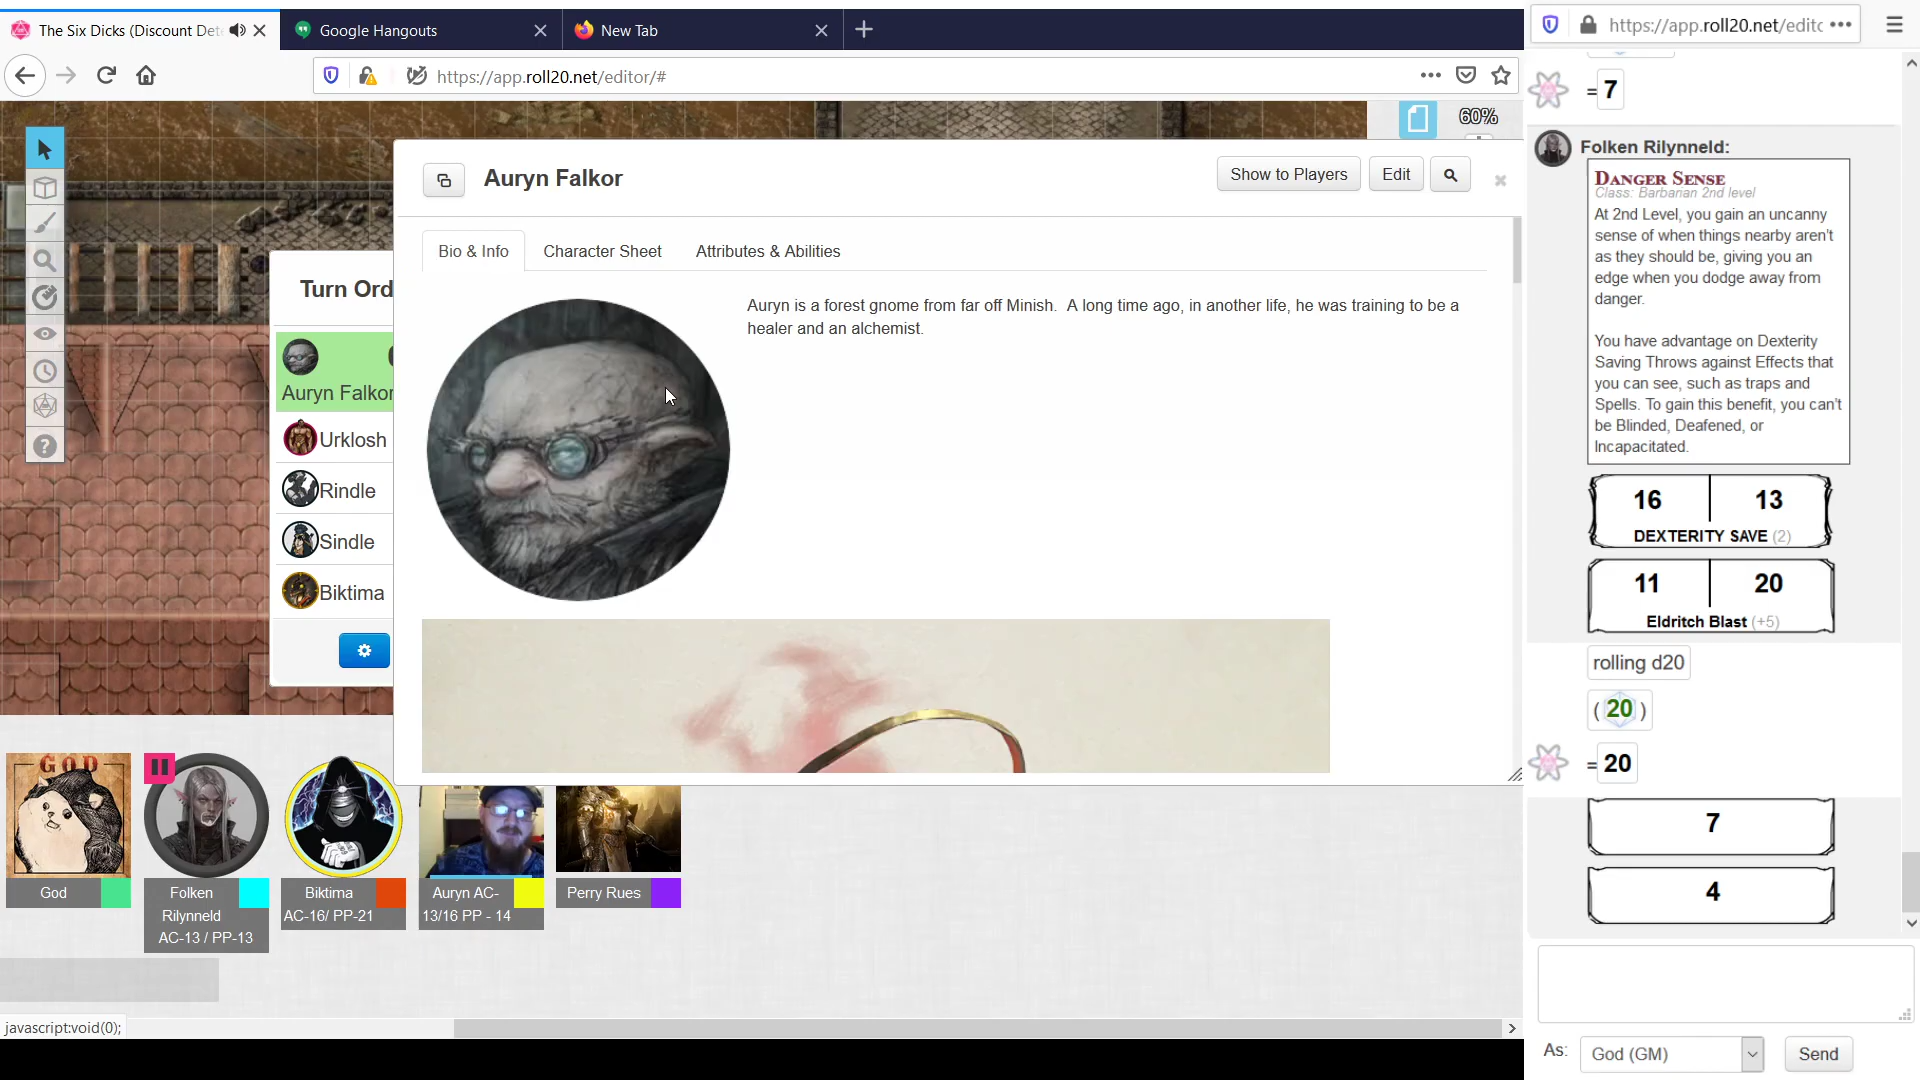 The Six Dicks (Discount Det
Google Hangouts
New Tab
https://app.roll20.net/editor/#
60%
Auryn Falkor
Show to Players
Edit
Bio & Info
Character Sheet
Attributes & Abilities
Auryn is a forest gnome from far off Minish. A long time ago, in another life, he was training to be a
healer and an alchemist.
Turn Ord
Auryn Falkor
Urklosh
Rindle
Sindle
Biktima
GOD
God
Folken
Rilynneld
AC-13 / PP-13
Biktima
AC-16/ PP-21
Auryn AC-
13/16 PP - 14
Perry Rues
javascript:void(0);
https://app.roll20.net/editc
=7
Folken Rilynneld:
DANGER SENSE
Class: Barbarian 2nd level
At 2nd Level, you gain an uncanny
sense of when things nearby aren't
as they should be, giving you an
edge when you dodge away from
danger.
You have advantage on Dexterity
Saving Throws against Effects that
you can see, such as traps and
Spells. To gain this benefit, you can't
be Blinded, Deafened, or
Incapacitated.
16 13
DEXTERITY SAVE (2)
11 20
Eldritch Blast (+5)
rolling d20
(20)
=20
7
4
As: God (GM)
Send